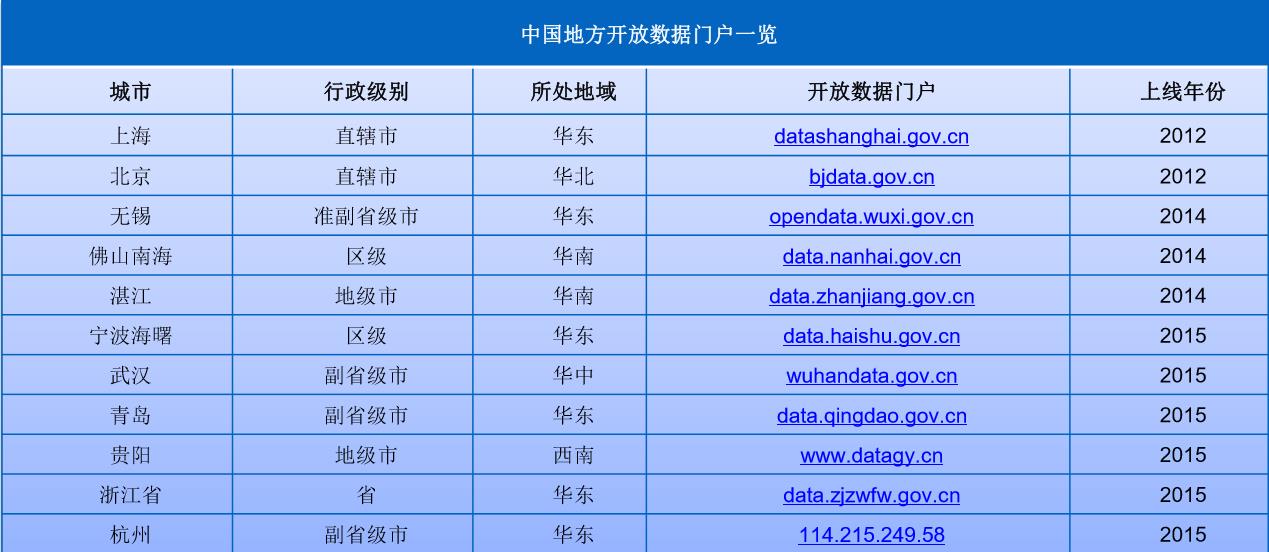 中国地方开放数据门户一览
城市 行政级别 所处地域 开放数据门户 上线年份
上海 直辖市 华东 datashanghai.gov.cn 2012
北京 直辖市 华北 bjdata.gov.cn 2012
无锡 准副省级市 华东 opendata.wuxi.gov.cn 2014
佛山南海 区级 华南 data.nanhai.gov.cn 2014
湛江 地级市 华南 data.zhanjiang.gov.cn 2014
宁波海曙 区级 华东 data.haishu.gov.cn 2015
武汉 副省级市 华中 wuhandata.gov.cn 2015
青岛 副省级市 华东 data.qingdao.gov.cn 2015
贵阳 地级市 西南 www.datagy.cn 2015
浙江省 省 华东 data.zjzwfw.gov.cn 2015
杭州 副省级市 华东 114.215.249.58 2015